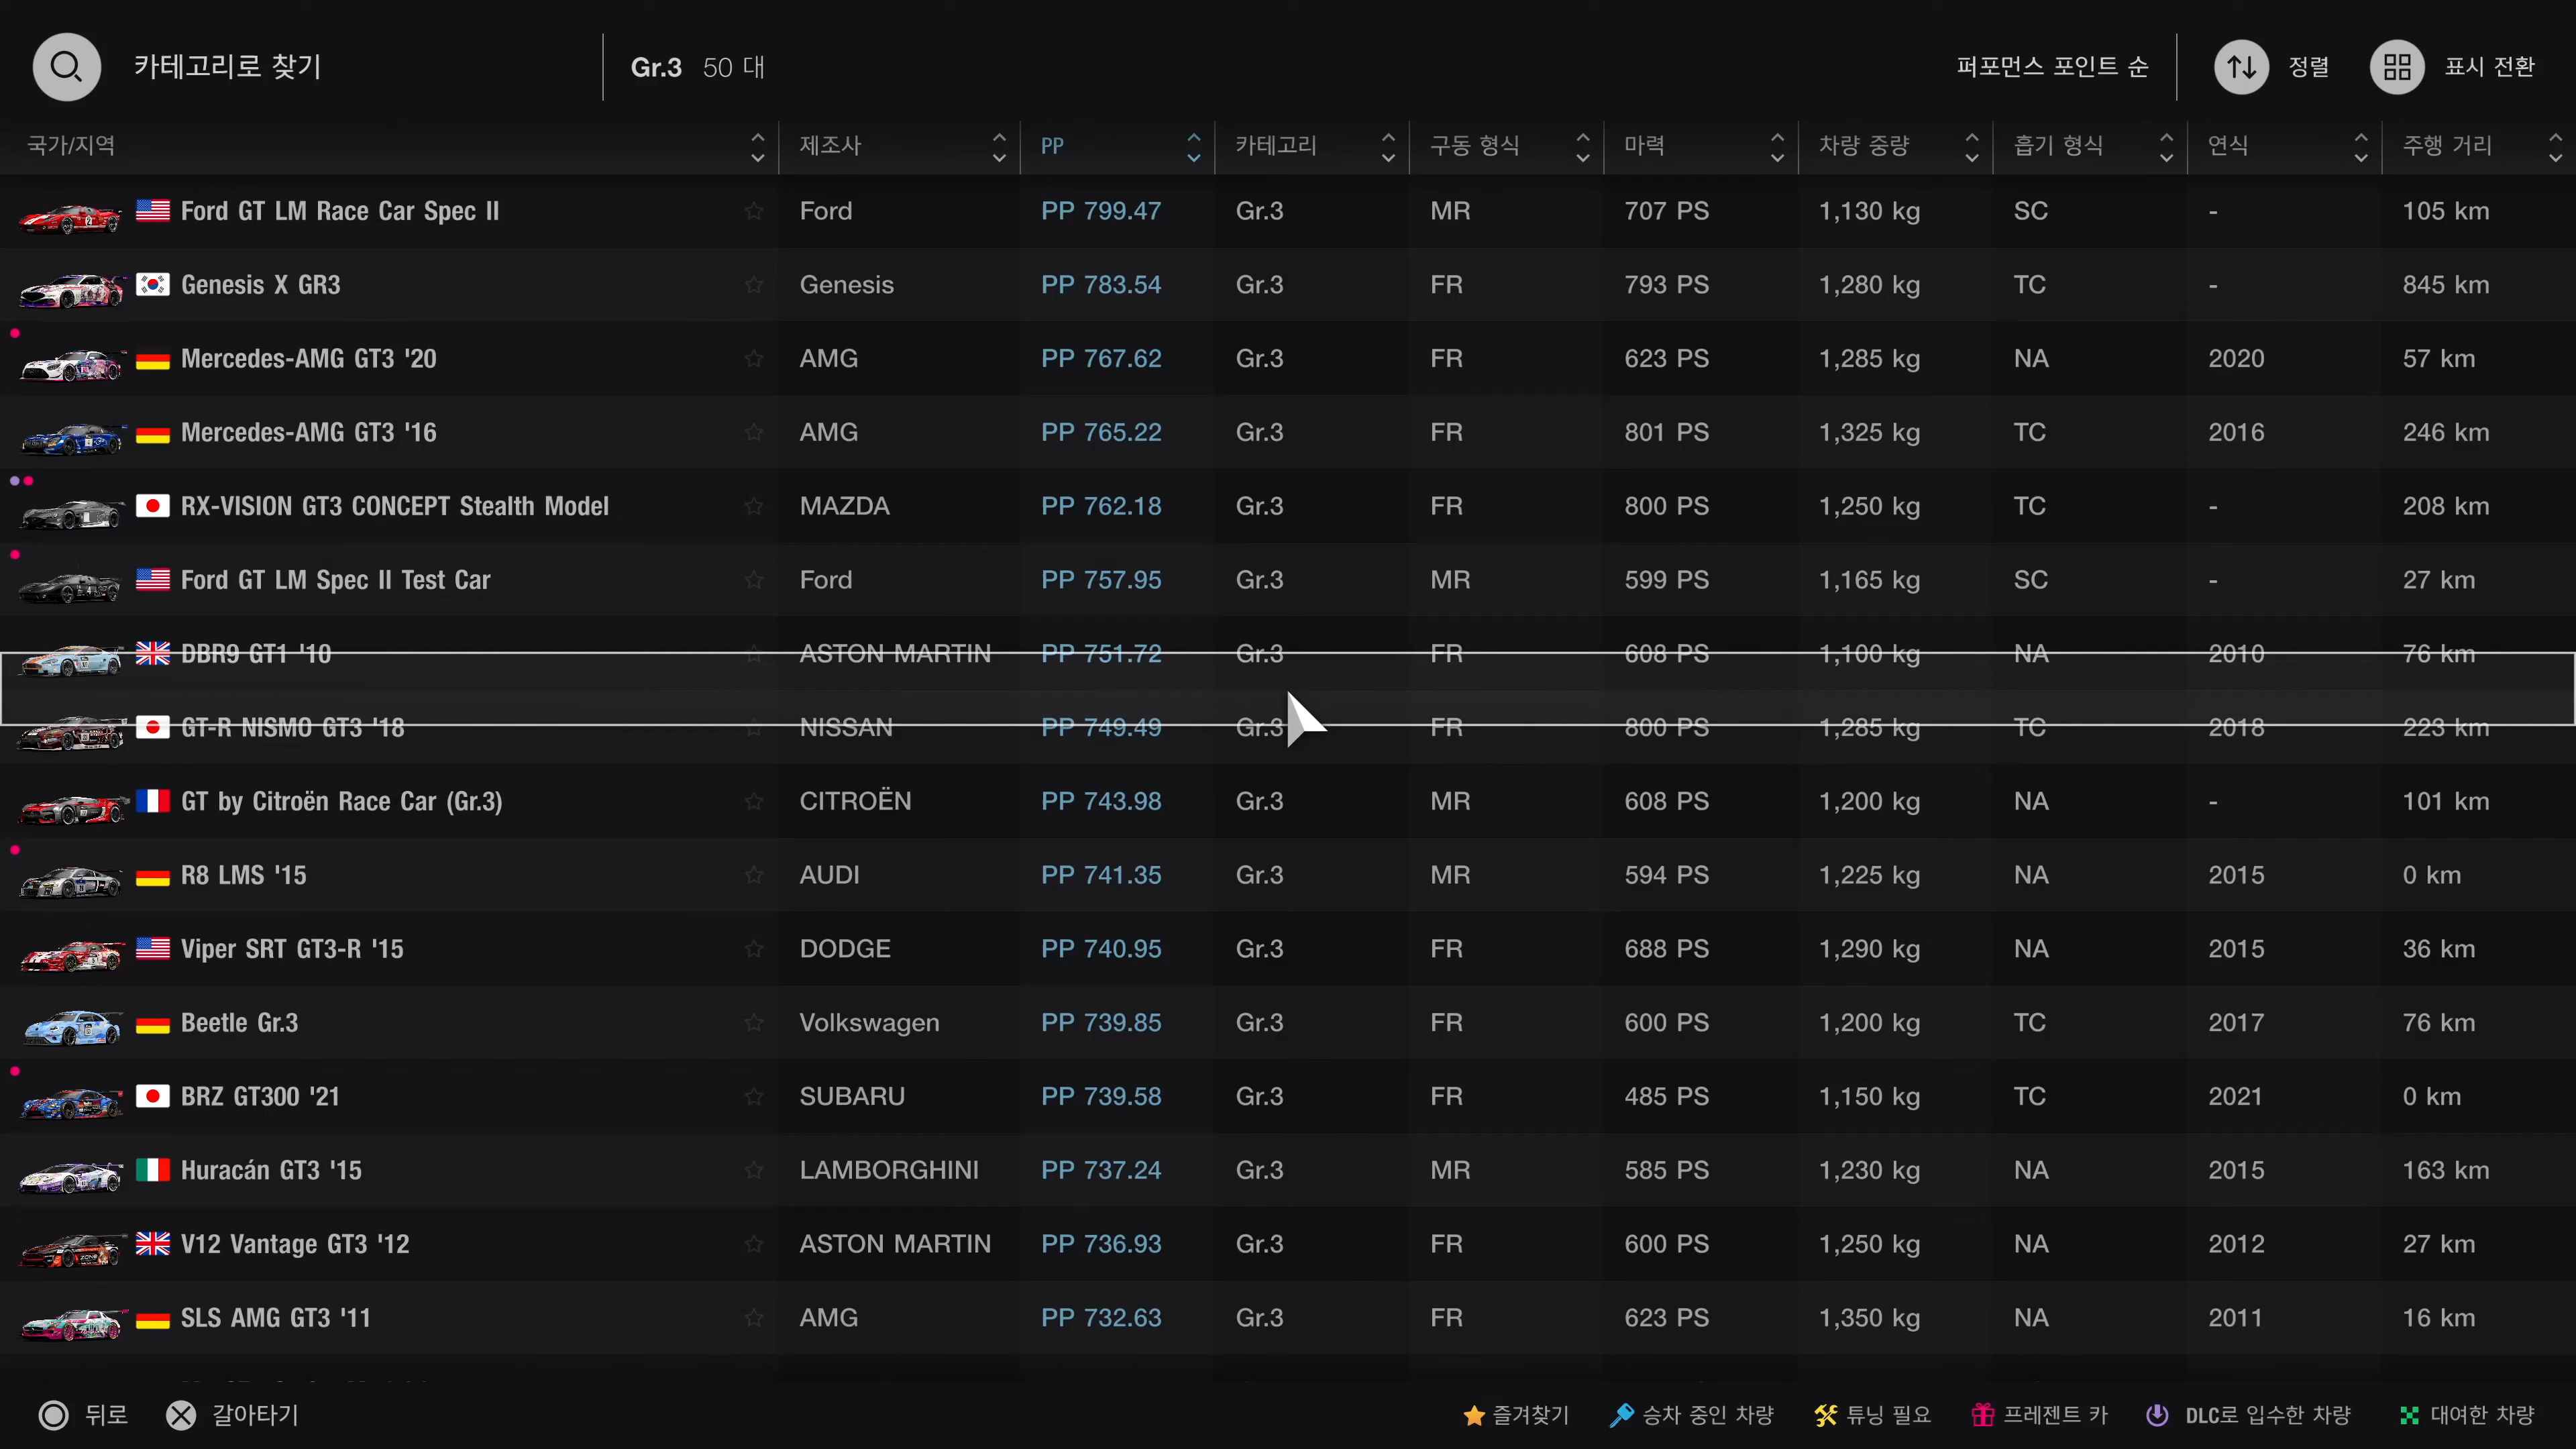 카테고리로 찾기 Gr.3 50 대 퍼포먼스 포인트 순 정렬 표시 전환
국가/지역 제조사 PP 카테고리 구동 형식 마력 차량 중량 흡기 형식 연식 주행 거리
Ford GT LM Race Car Spec II Ford PP 799.47 Gr.3 MR 707 PS 1,130 kg SC - 105 km
Genesis X GR3 Genesis PP 783.54 Gr.3 FR 793 PS 1,280 kg TC - 845 km
Mercedes-AMG GT3 '20 AMG PP 767.62 Gr.3 FR 623 PS 1,285 kg NA 2020 57 km
Mercedes-AMG GT3 '16 AMG PP 765.22 Gr.3 FR 801 PS 1,325 kg TC 2016 246 km
RX-VISION GT3 CONCEPT Stealth Model MAZDA PP 762.18 Gr.3 FR 800 PS 1,250 kg TC - 208 km
Ford GT LM Spec II Test Car Ford PP 757.95 Gr.3 MR 599 PS 1,165 kg SC - 27 km
DBR9 GT1 '10 ASTON MARTIN PP 751.72 Gr.3 FR 608 PS 1,100 kg NA 2010 76 km
GT-R NISMO GT3 '18 NISSAN PP 749.49 Gr.3 FR 800 PS 1,285 kg TC 2018 223 km
GT by Citroën Race Car (Gr.3) CITROËN PP 743.98 Gr.3 MR 608 PS 1,200 kg NA - 101 km
R8 LMS '15 AUDI PP 741.35 Gr.3 MR 594 PS 1,225 kg NA 2015 0 km
Viper SRT GT3-R '15 DODGE PP 740.95 Gr.3 FR 688 PS 1,290 kg NA 2015 36 km
Beetle Gr.3 Volkswagen PP 739.85 Gr.3 FR 600 PS 1,200 kg TC 2017 76 km
BRZ GT300 '21 SUBARU PP 739.58 Gr.3 FR 485 PS 1,150 kg TC 2021 0 km
Huracán GT3 '15 LAMBORGHINI PP 737.24 Gr.3 MR 585 PS 1,230 kg NA 2015 163 km
V12 Vantage GT3 '12 ASTON MARTIN PP 736.93 Gr.3 FR 600 PS 1,250 kg NA 2012 27 km
SLS AMG GT3 '11 AMG PP 732.63 Gr.3 FR 623 PS 1,350 kg NA 2011 16 km
뒤로 갈아타기 즐겨찾기 승차 중인 차량 튜닝 필요 프레젠트 카 DLC로 입수한 차량 대여한 차량